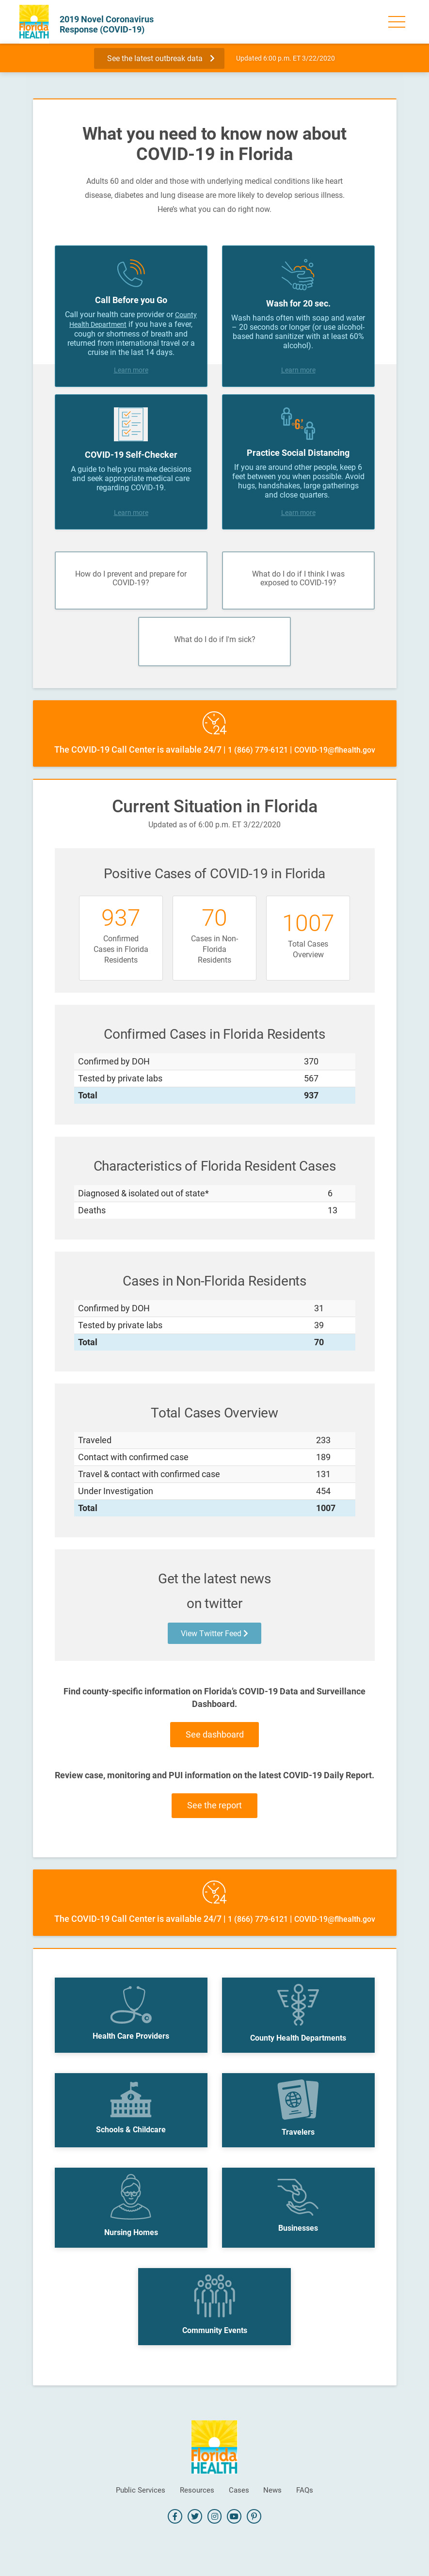 Florida
HEALTH
2019 Novel Coronavirus
Response (COVID-19)
See the latest outbreak data
Updated 6:00 p.m. ET 3/22/2020
What you need to know now about
COVID-19 in Florida
Adults 60 and older and those with underlying medical conditions like heart
disease, diabetes and lung disease are more likely to develop serious illness.
Here's what you can do right now.
Call Before you Go
Call your health care provider or County
Health Department if you have a fever,
cough or shortness of breath and
returned from international travel or a
cruise in the last 14 days.
Learn more
Wash for 20 sec.
Wash hands often with soap and water
– 20 seconds or longer (or use alcohol-
based hand sanitizer with at least 60%
alcohol).
Learn more
COVID-19 Self-Checker
A guide to help you make decisions
and seek appropriate medical care
regarding COVID-19.
Learn more
6'
Practice Social Distancing
If you are around other people, keep 6
feet between you when possible. Avoid
hugs, handshakes, large gatherings
and close quarters.
Learn more
How do I prevent and prepare for
COVID-19?
What do I do if I think I was
exposed to COVID-19?
What do I do if I'm sick?
24
The COVID-19 Call Center is available 24/7 | 1 (866) 779-6121 | COVID-19@flhealth.gov
Current Situation in Florida
Updated as of 6:00 p.m. ET 3/22/2020
Positive Cases of COVID-19 in Florida
937
Confirmed
Cases in Florida
Residents
70
Cases in Non-
Florida
Residents
1007
Total Cases
Overview
Confirmed Cases in Florida Residents
Confirmed by DOH 370
Tested by private labs 567
Total 937
Characteristics of Florida Resident Cases
Diagnosed & isolated out of state* 6
Deaths 13
Cases in Non-Florida Residents
Confirmed by DOH 31
Tested by private labs 39
Total 70
Total Cases Overview
Traveled 233
Contact with confirmed case 189
Travel & contact with confirmed case 131
Under Investigation 454
Total 1007
Get the latest news
on twitter
View Twitter Feed
Find county-specific information on Florida's COVID-19 Data and Surveillance
Dashboard.
See dashboard
Review case, monitoring and PUI information on the latest COVID-19 Daily Report.
See the report
24
The COVID-19 Call Center is available 24/7 | 1 (866) 779-6121 | COVID-19@flhealth.gov
Health Care Providers
County Health Departments
Schools & Childcare
Travelers
Nursing Homes
Businesses
Community Events
Florida
HEALTH
Public Services
Resources
Cases
News
FAQs